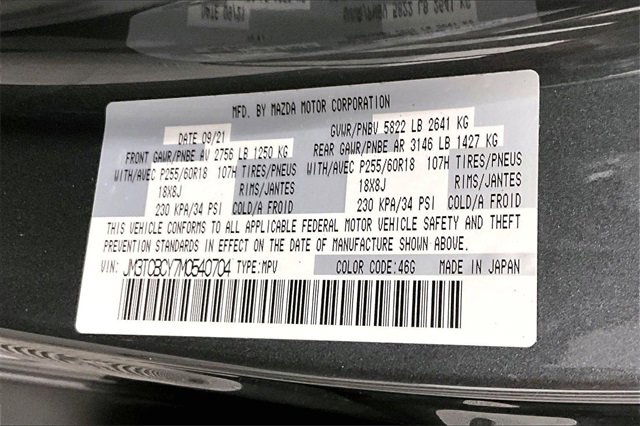 MFD. BY MAZDA MOTOR CORPORATION
DATE 09/21 GVWR/PNBV 5822 LB 2641 KG
FRONT GAWR/PNBE AV 2756 LB 1250 KG REAR GAWR/PNBE AR 3146 LB 1427 KG
WITH/AVEC P255/60R18 107H TIRES/PNEUS WITH/AVEC P255/60R18 107H TIRES/PNEUS
18X8J RIMS/JANTES 18X8J RIMS/JANTES
230 KPA/34 PSI COLD/A FROID 230 KPA/34 PSI COLD/A FROID
THIS VEHICLE CONFORMS TO ALL APPLICABLE FEDERAL MOTOR VEHICLE SAFETY AND THEFT
PREVENTION STANDARDS IN EFFECT ON THE DATE OF MANUFACTURE SHOWN ABOVE.
VIN: JM3TCBCY7M0540704 TYPE:MPV COLOR CODE:46G MADE IN JAPAN